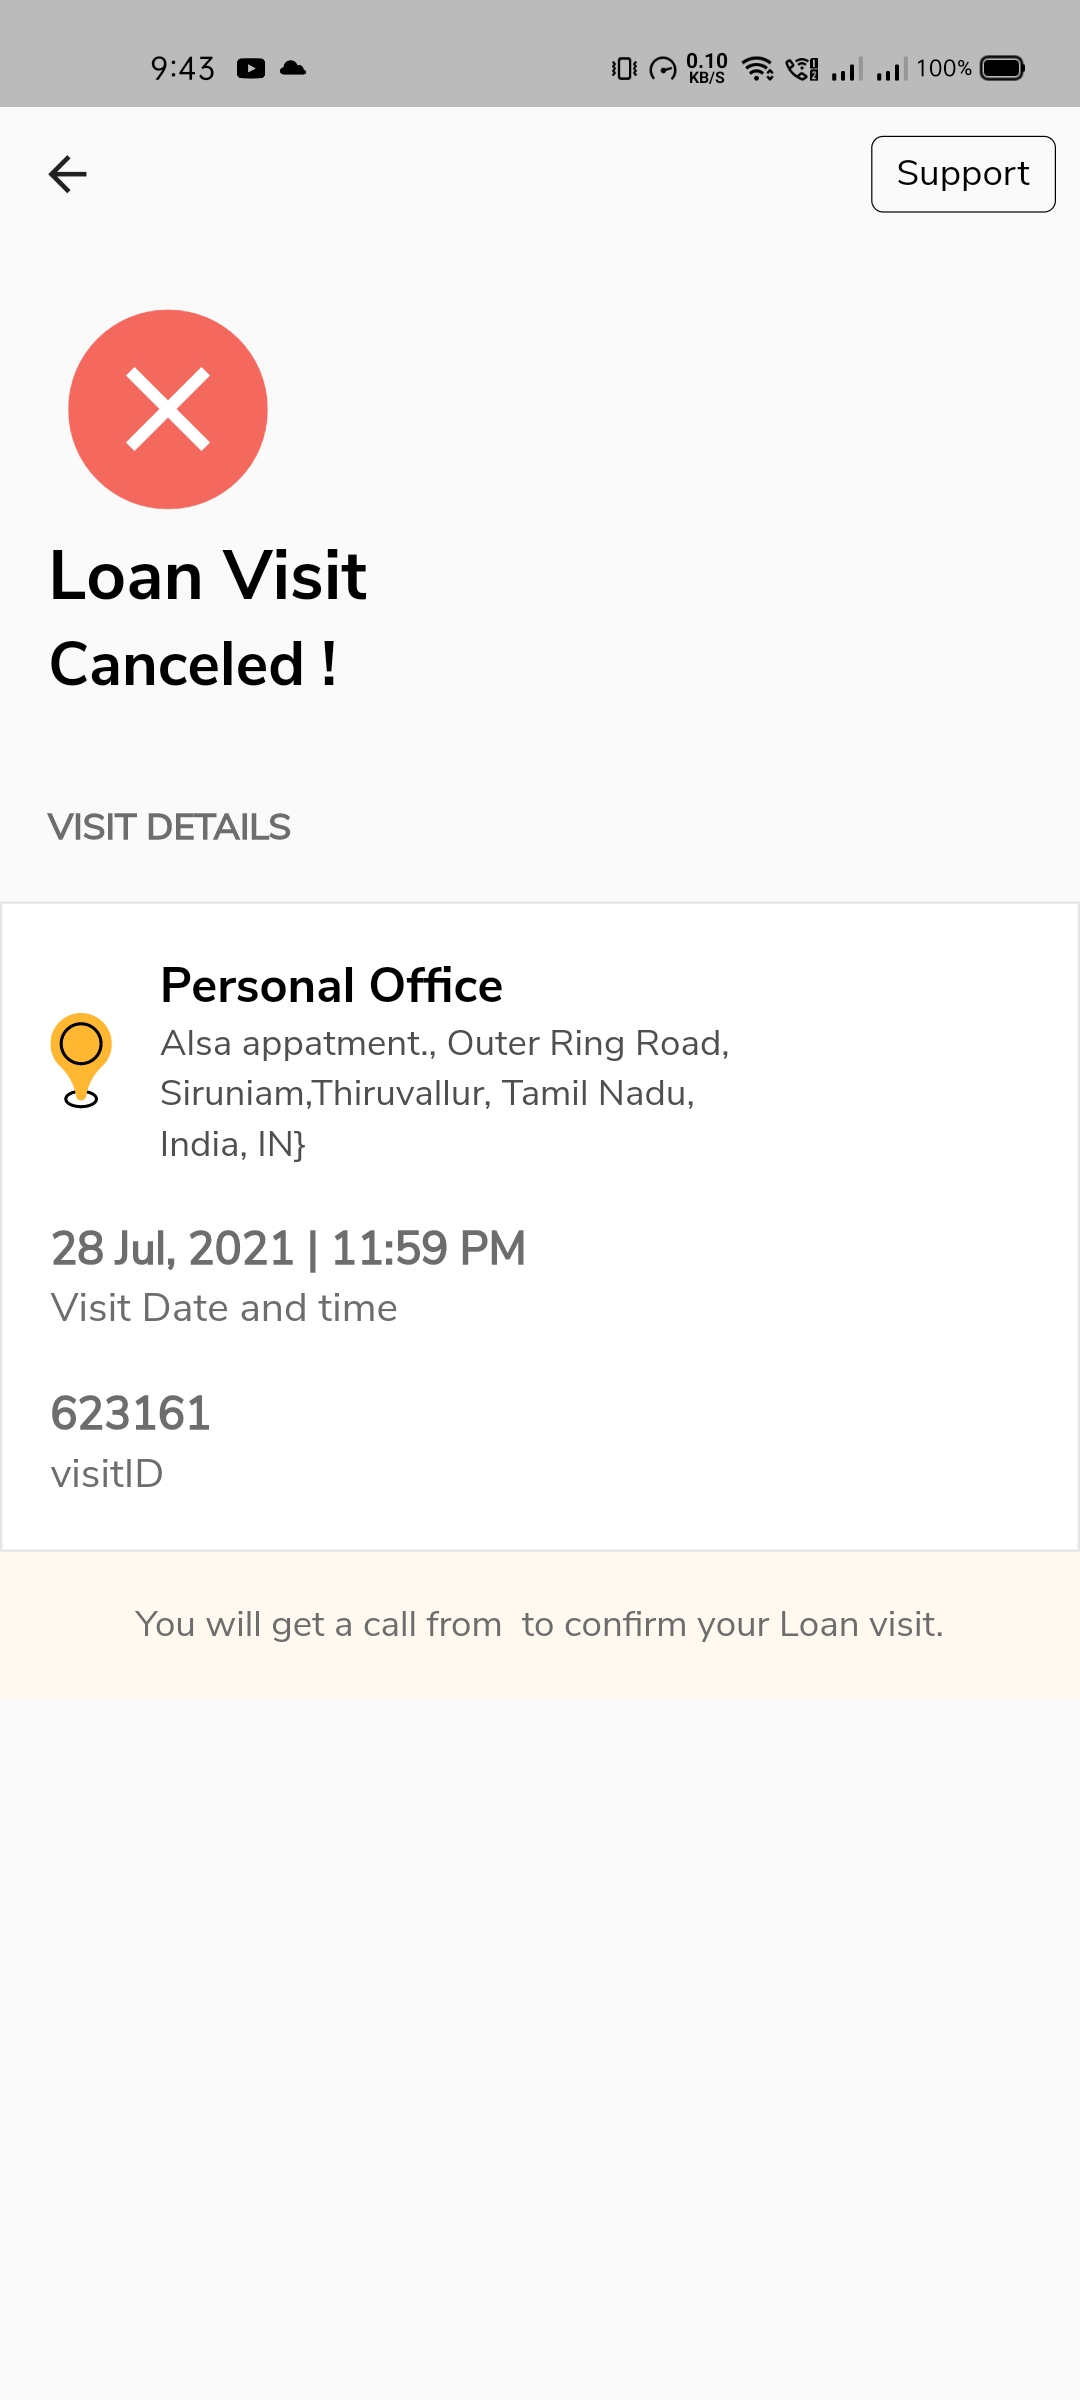 9:43
0.10
KB/S
100%
Support
Loan Visit
Canceled !
VISIT DETAILS
Personal Office
Alsa appatment., Outer Ring Road,
Siruniam,Thiruvallur, Tamil Nadu,
India, IN}
28 Jul, 2021 | 11:59 PM
Visit Date and time
623161
visitID
You will get a call from  to confirm your Loan visit.